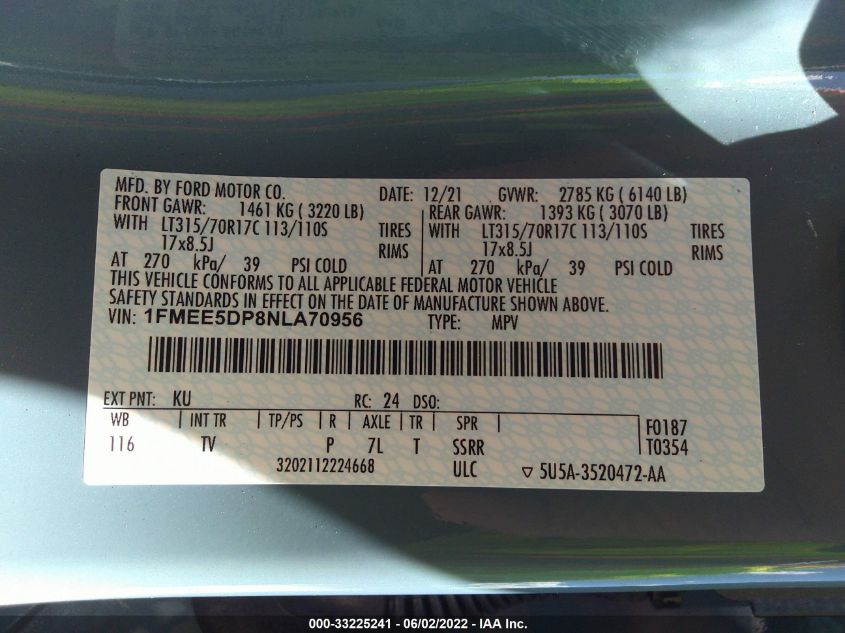 MFD. BY FORD MOTOR CO. DATE: 12/21 GVWR: 2785 KG ( 6140 LB)
FRONT GAWR: 1461 KG ( 3220 LB) REAR GAWR: 1393 KG ( 3070 LB)
WITH LT315/70R17C 113/110S TIRES WITH LT315/70R17C 113/110S TIRES
17x8.5J RIMS 17x8.5J RIMS
AT 270 kPa/ 39 PSI COLD AT 270 kPa/ 39 PSI COLD
THIS VEHICLE CONFORMS TO ALL APPLICABLE FEDERAL MOTOR VEHICLE
SAFETY STANDARDS IN EFFECT ON THE DATE OF MANUFACTURE SHOWN ABOVE.
VIN: 1FMEE5DP8NLA70956 TYPE: MPV
EXT PNT: KU RC: 24 DSO:
WB INT TR TP/PS R AXLE TR SPR F0187
116 TV P 7L T SSRR T0354
3202112224668 ULC ▽ 5U5A-3520472-AA
000-33225241 - 06/02/2022 - IAA Inc.